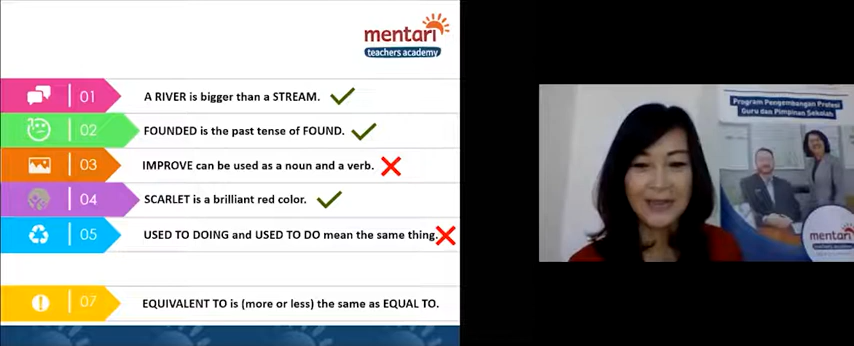 mentari
teachers academy
01 A RIVER is bigger than a STREAM.
02 FOUNDED is the past tense of FOUND.
03 IMPROVE can be used as a noun and a verb.
04 SCARLET is a brilliant red color.
05 USED TO DOING and USED TO DO mean the same thing.
07 EQUIVALENT TO is (more or less) the same as EQUAL TO.
Program Pengembangan Profesi
Guru dan Pimpinan Sekolah
mentari
teachers academy